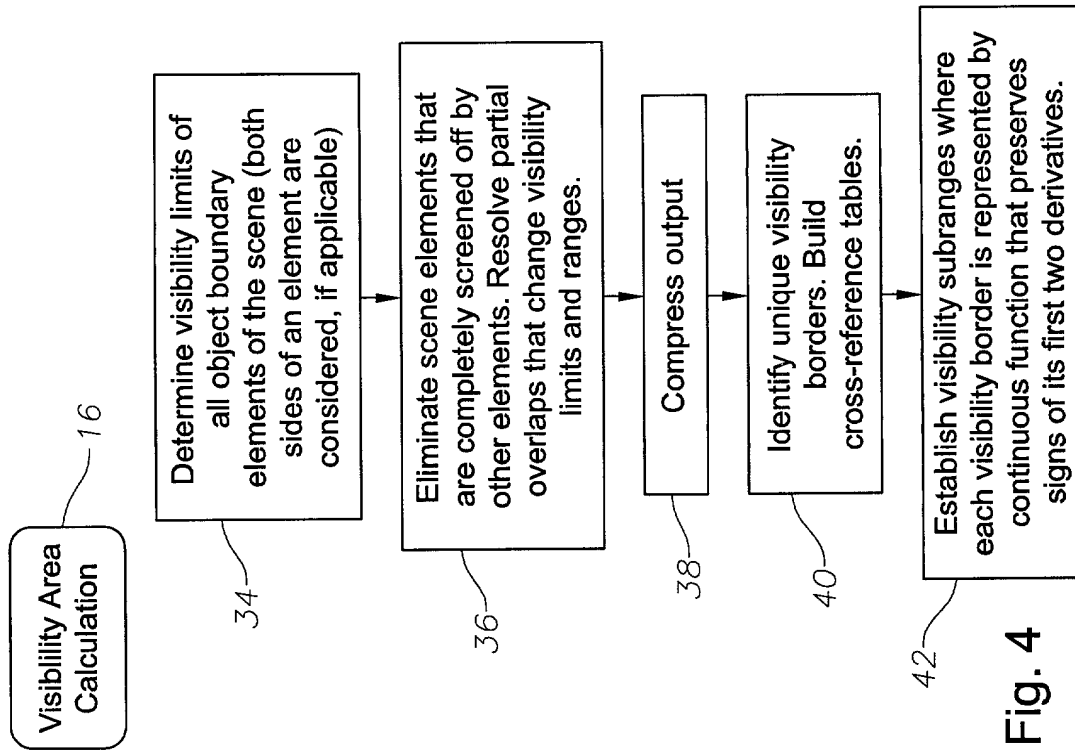 Visiblility Area
Calculation
16
Determine visibility limits of
all object boundary
elements of the scene (both
sides of an element are
considered, if applicable)
34
Eliminate scene elements that
are completely screened off by
other elements. Resolve partial
overlaps that change visibility
limits and ranges.
36
Compress output
38
Identify unique visibility
borders. Build
cross-reference tables.
40
Establish visibility subranges where
each visibility border is represented by
continuous function that preserves
signs of its first two derivatives.
42
Fig. 4